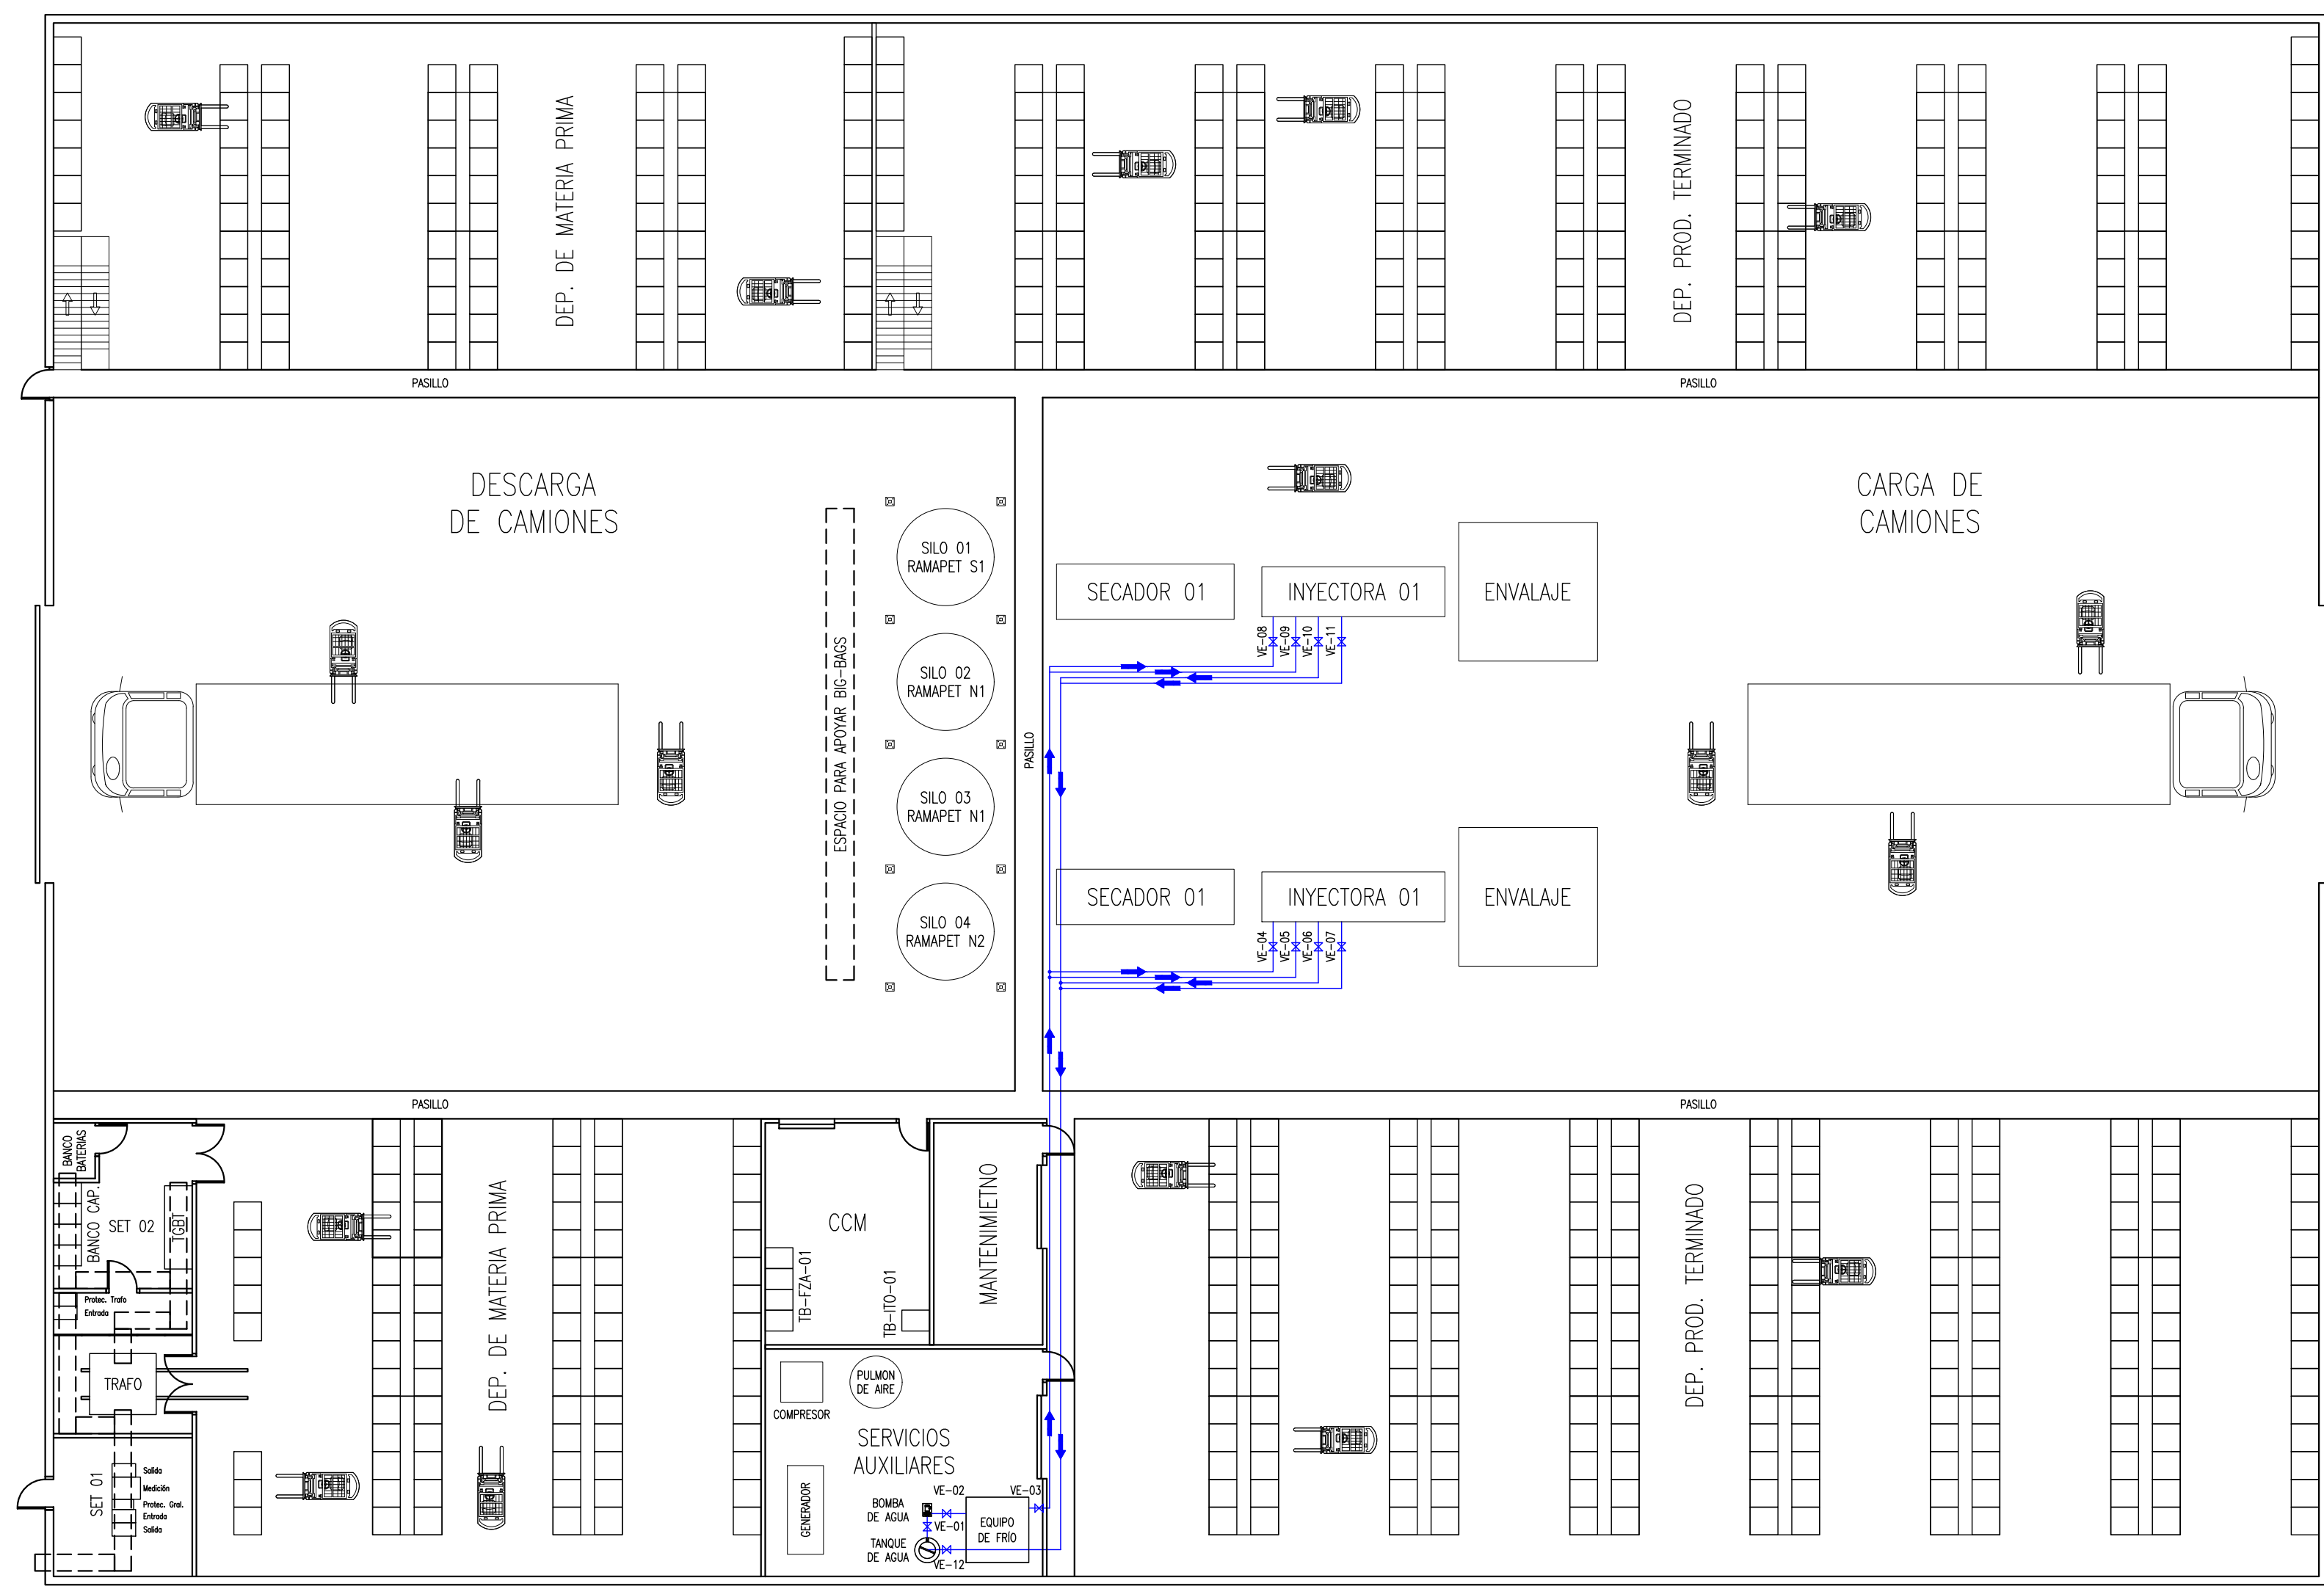 DEP. DE MATERIA PRIMA
DEP. PROD. TERMINADO
PASILLO
PASILLO
DESCARGA
DE CAMIONES
CARGA DE
CAMIONES
ESPACIO PARA APOYAR BIG-BAGS
SILO 01
RAMAPET S1
SILO 02
RAMAPET N1
SILO 03
RAMAPET N1
SILO 04
RAMAPET N2
PASILLO
SECADOR 01
INYECTORA 01
ENVALAJE
VE-08
VE-09
VE-10
VE-11
SECADOR 01
INYECTORA 01
ENVALAJE
VE-04
VE-05
VE-06
VE-07
PASILLO
PASILLO
BANCO
BATERIAS
BANCO CAP.
SET 02
TGBT
Protec. Trafo
Entrada
TRAFO
SET 01
Salida
Medición
Protec. Gral.
Entrada
Salida
DEP. DE MATERIA PRIMA
CCM
TB-FZA-01
TB-ITO-01
MANTENIMIETNO
COMPRESOR
PULMON
DE AIRE
SERVICIOS
AUXILIARES
GENERADOR
BOMBA
DE AGUA
VE-02
VE-03
VE-01
EQUIPO
DE FRÍO
TANQUE
DE AGUA
VE-12
DEP. PROD. TERMINADO